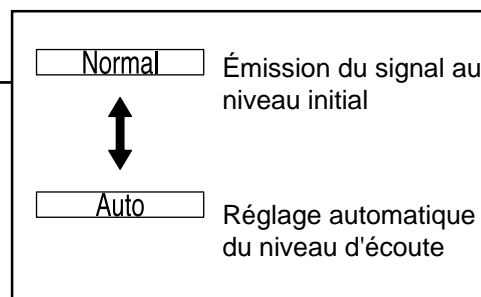 Normal
Émission du signal au
niveau initial
Auto
Réglage automatique
du niveau d'écoute